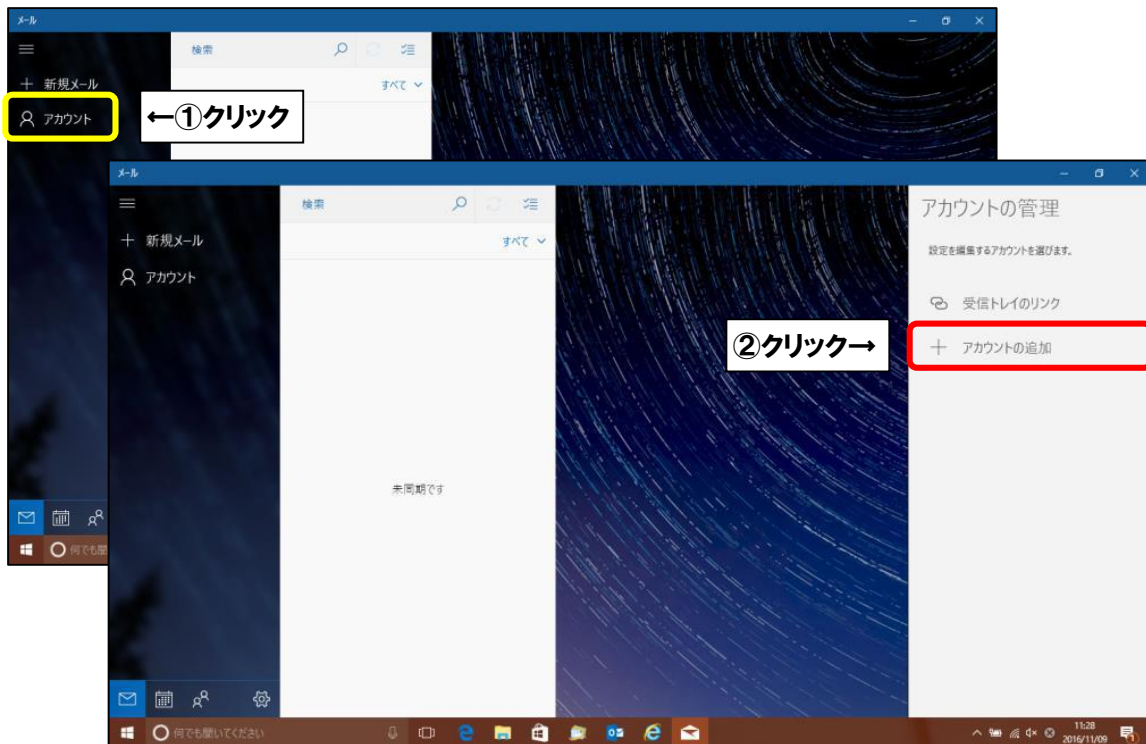 メール
検索
+ 新規メール
すべて
アカウント
←①クリック
メール
検索
+ 新規メール
すべて
アカウント
アカウントの管理
設定を編集するアカウントを選びます。
受信トレイのリンク
②クリック→
+ アカウントの追加
未同期です
何でも聞
何でも聞いてください
11:28
2016/11/09